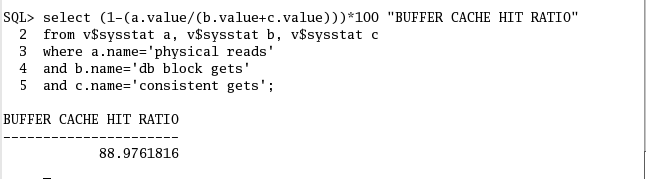 SQL> select (1-(a.value/(b.value+c.value)))*100 "BUFFER CACHE HIT RATIO"
  2  from v$sysstat a, v$sysstat b, v$sysstat c
  3  where a.name='physical reads'
  4  and b.name='db block gets'
  5  and c.name='consistent gets';

BUFFER CACHE HIT RATIO
----------------------
            88.9761816